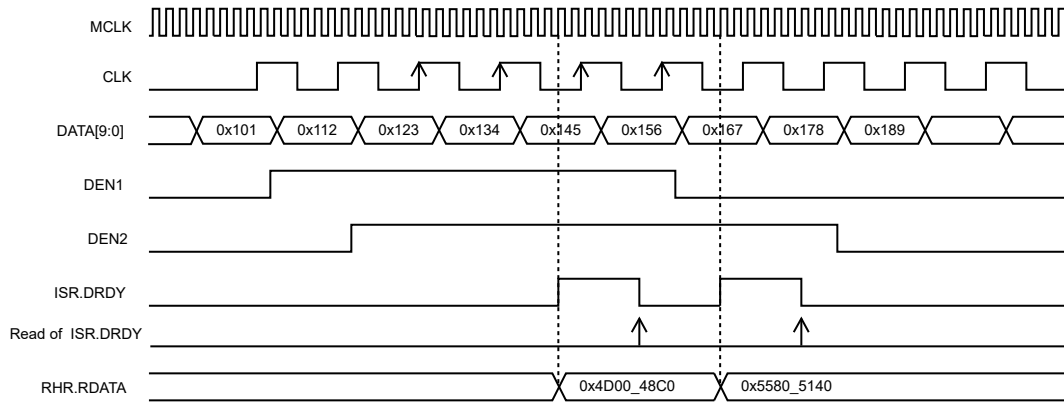 MCLK
CLK
DATA[9:0] 0x101 0x112 0x123 0x134 0x145 0x156 0x167 0x178 0x189
DEN1
DEN2
ISR.DRDY
Read of ISR.DRDY
RHR.RDATA 0x4D00_48C0 0x5580_5140